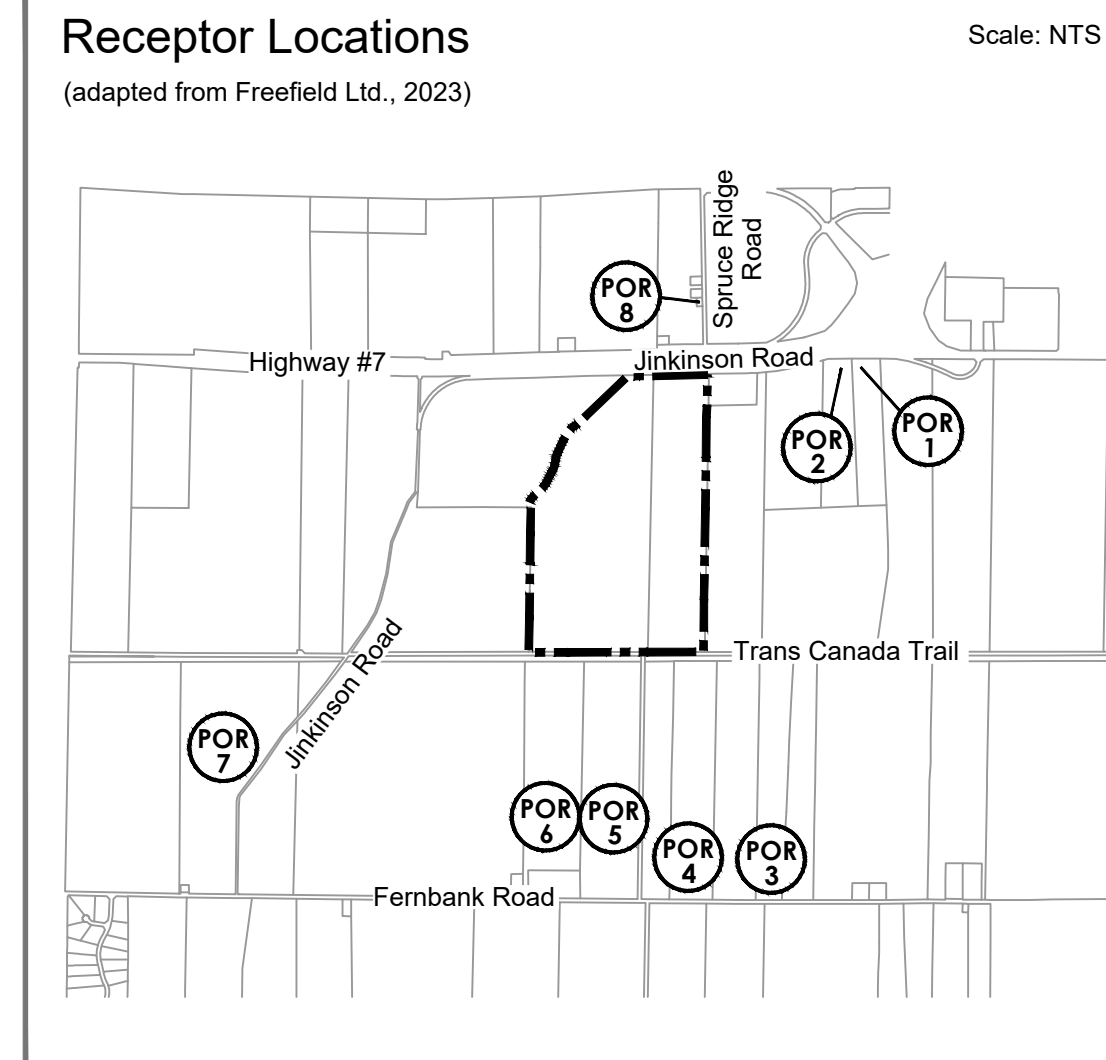 Receptor Locations
Scale: NTS
(adapted from Freefield Ltd., 2023)
Spruce Ridge
Road
POR
8
Highway #7
Jinkinson Road
POR
2
POR
1
Jinkinson Road
Trans Canada Trail
POR
7
POR
6
POR
5
POR
4
POR
3
Fernbank Road